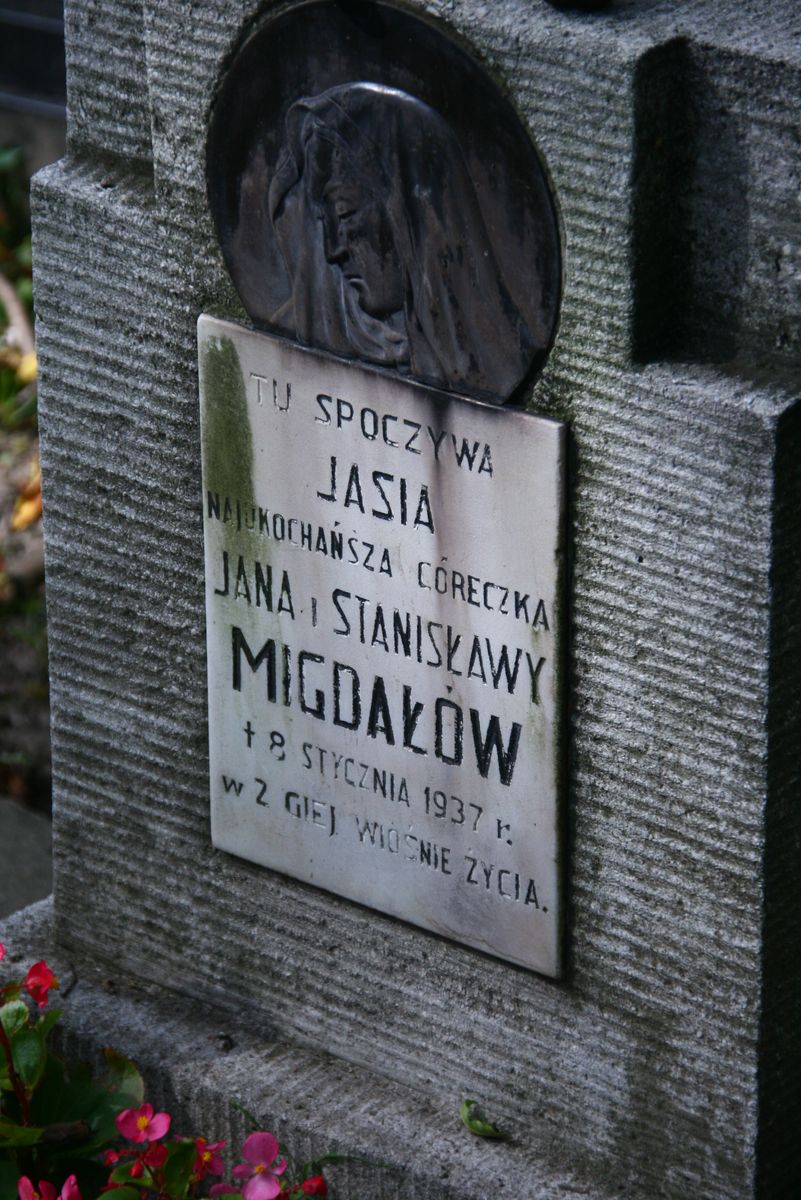 TU SPOCZYWA
JASIA
NAJUKOCHAŃSZA CÓRECZKA
JANA i STANISŁAWY
MIGDAŁÓW
† 8 STYCZNIA 1937 r.
w 2 GIEJ WIOŚNIE ŻYCIA.